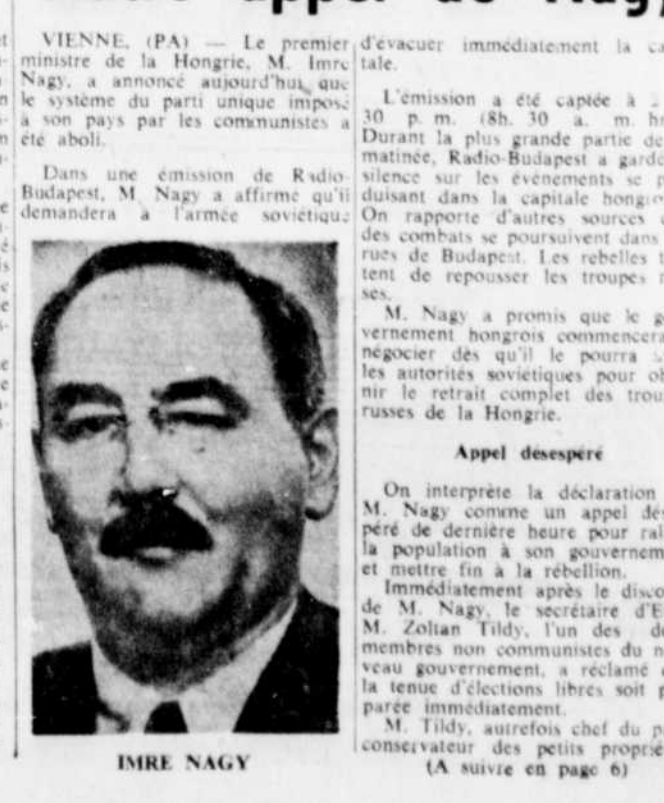 appel de Nagy
VIENNE, (PA) — Le premier
ministre de la Hongrie, M. Imre
Nagy, a annoncé aujourd'hui que
le système du parti unique imposé
à son pays par les communistes a
été aboli.
Dans une émission de Radio-
Budapest, M. Nagy a affirmé qu'il
demandera à l'armée soviétique
IMRE NAGY
d'évacuer immédiatement la ca
tale.
L'émission a été captée à
30 p. m. (8h. 30 a. m. h
Durant la plus grande partie de
matinée, Radio-Budapest a gardé
silence sur les événements se p
duisant dans la capitale hongro
On rapporte d'autres sources
des combats se poursuivent dans
rues de Budapest. Les rebelles t
tent de repousser les troupes r
ses.
M. Nagy a promis que le g
vernement hongrois commencera
négocier dès qu'il le pourra
les autorités soviétiques pour ob
nir le retrait complet des trou
russes de la Hongrie.
Appel désespéré
On interprète la déclaration
M. Nagy comme un appel dés
péré de dernière heure pour ral
la population à son gouvernem
et mettre fin à la rébellion.
Immédiatement après le disco
de M. Nagy, le secrétaire d'E
M. Zoltan Tildy, l'un des de
membres non communistes du n
veau gouvernement, a réclamé
la tenue d'élections libres soit p
parée immédiatement.
M. Tildy, autrefois chef du p
conservateur des petits proprié
(A suivre en page 6)